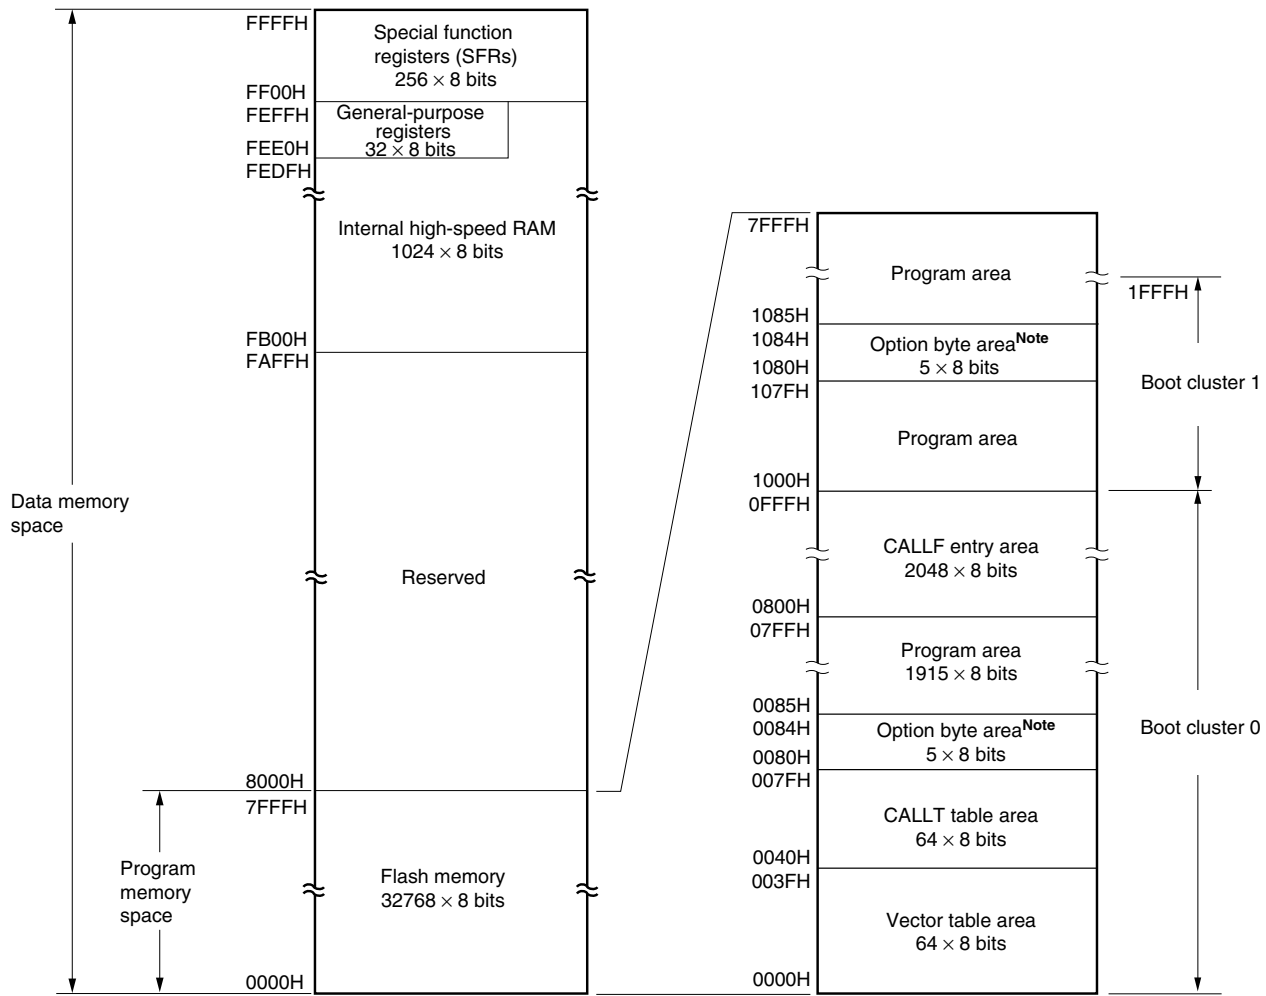 FFFFH
Special function
registers (SFRs)
256 × 8 bits
FF00H
FEFFH
General-purpose
registers
32 × 8 bits
FEE0H
FEDFH
Internal high-speed RAM
1024 × 8 bits
FB00H
FAFFH
Data memory
space
Reserved
8000H
7FFFH
Program
memory
space
Flash memory
32768 × 8 bits
0000H
7FFFH
Program area
1FFFH
1085H
1084H
Option byte areaNote
5 × 8 bits
1080H
107FH
Boot cluster 1
Program area
1000H
0FFFH
CALLF entry area
2048 × 8 bits
0800H
07FFH
Program area
1915 × 8 bits
0085H
0084H
Option byte areaNote
5 × 8 bits
Boot cluster 0
0080H
007FH
CALLT table area
64 × 8 bits
0040H
003FH
Vector table area
64 × 8 bits
0000H